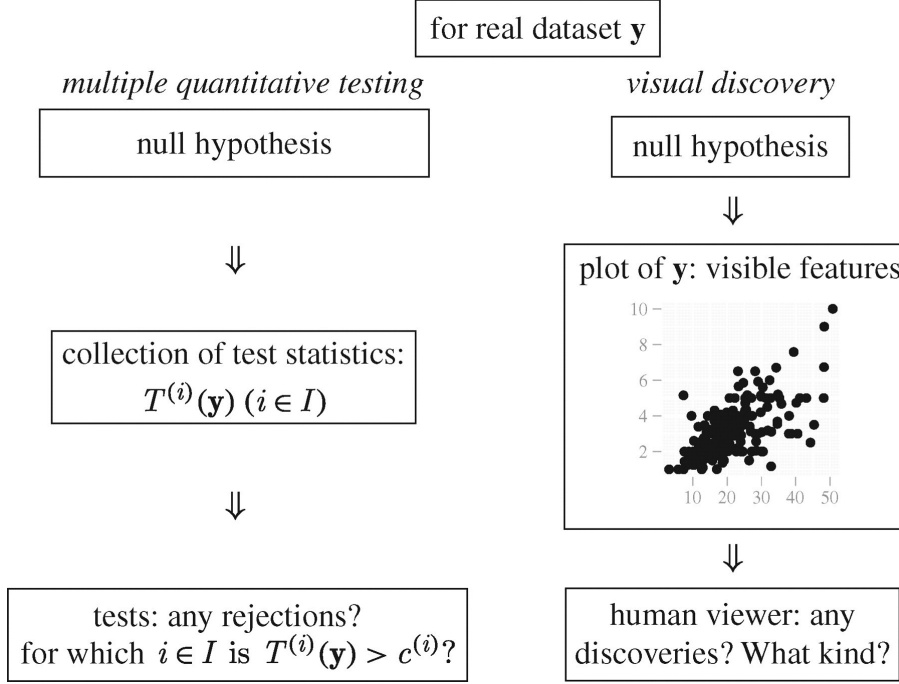 for real dataset y
multiple quantitative testing
visual discovery
null hypothesis
null hypothesis
⇓
⇓
collection of test statistics:
T⁽ⁱ⁾(y) (i ∈ I)
plot of y: visible features
10
8
6
4
2
10 20 30 40 50
⇓
⇓
tests: any rejections?
for which i ∈ I is T⁽ⁱ⁾(y) > c⁽ⁱ⁾?
human viewer: any
discoveries? What kind?